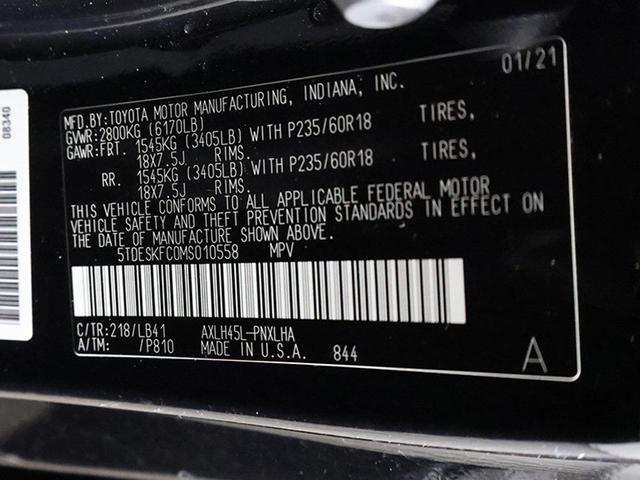 08340
01/21
MFD.BY:TOYOTA MOTOR MANUFACTURING, INDIANA, INC.
GVWR:2800KG (6170LB)
GAWR:FRT. 1545KG (3405LB) WITH P235/60R18 TIRES,
18X7.5J RIMS.
RR. 1545KG (3405LB) WITH P235/60R18 TIRES,
18X7.5J RIMS.
THIS VEHICLE CONFORMS TO ALL APPLICABLE FEDERAL MOTOR
VEHICLE SAFETY AND THEFT PREVENTION STANDARDS IN EFFECT ON
THE DATE OF MANUFACTURE SHOWN ABOVE.
5TDESKFC0MS010558 MPV
C/TR:218/LB41 AXLH45L-PNXLHA
A/TM: /P810 MADE IN U.S.A. 844
A